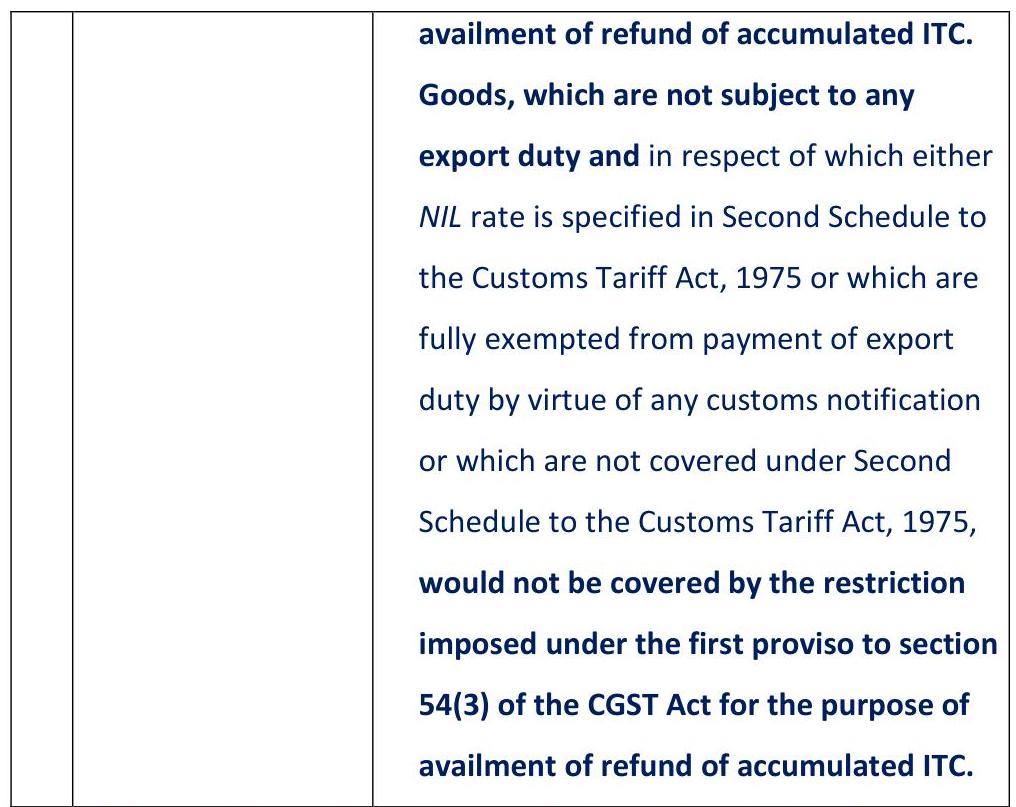 availment of refund of accumulated ITC.
Goods, which are not subject to any
export duty and in respect of which either
NIL rate is specified in Second Schedule to
the Customs Tariff Act, 1975 or which are
fully exempted from payment of export
duty by virtue of any customs notification
or which are not covered under Second
Schedule to the Customs Tariff Act, 1975,
would not be covered by the restriction
imposed under the first proviso to section
54(3) of the CGST Act for the purpose of
availment of refund of accumulated ITC.